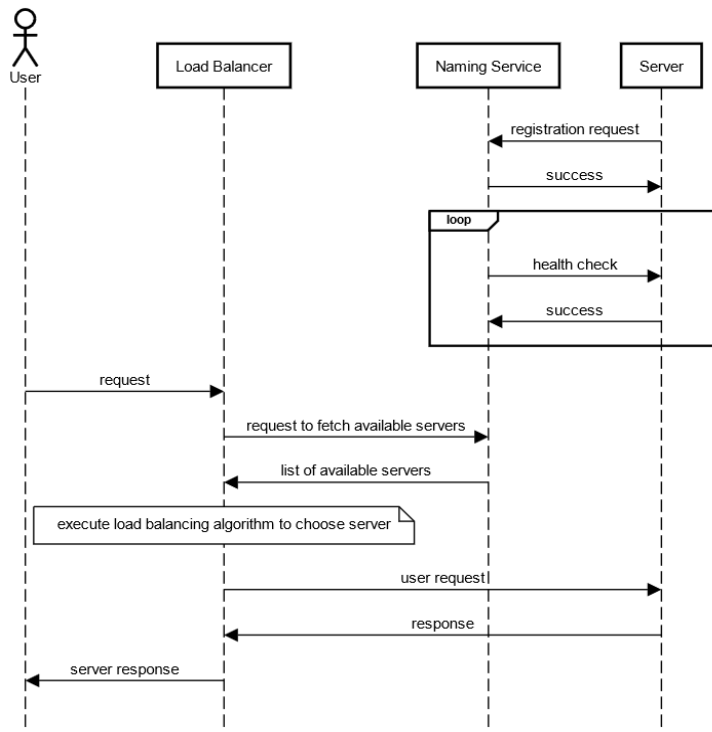 User
Load Balancer
Naming Service
Server
registration request
success
loop
health check
success
request
request to fetch available servers
list of available servers
execute load balancing algorithm to choose server
user request
response
server response